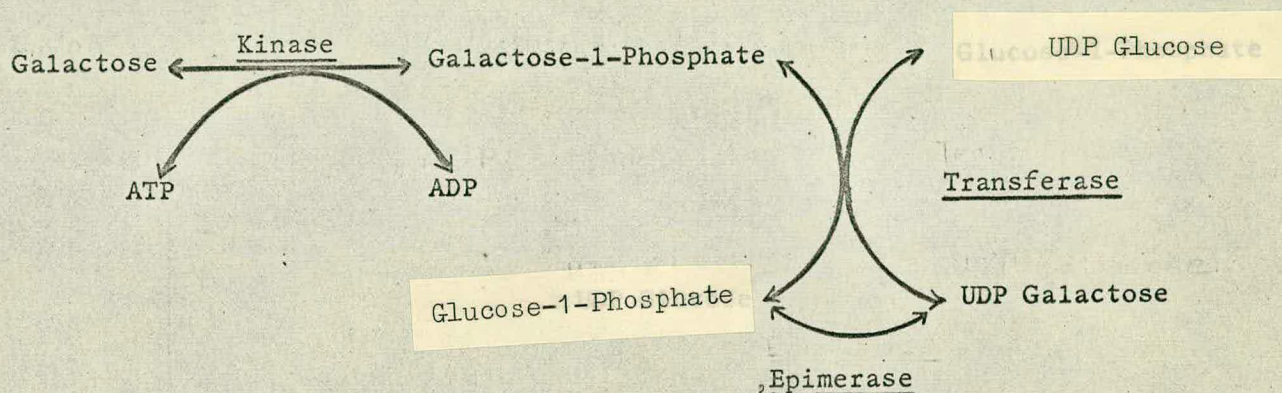 Kinase
Galactose
Galactose-1-Phosphate
UDP Glucose
ATP
ADP
Transferase
Glucose-1-Phosphate
UDP Galactose
,Epimerase